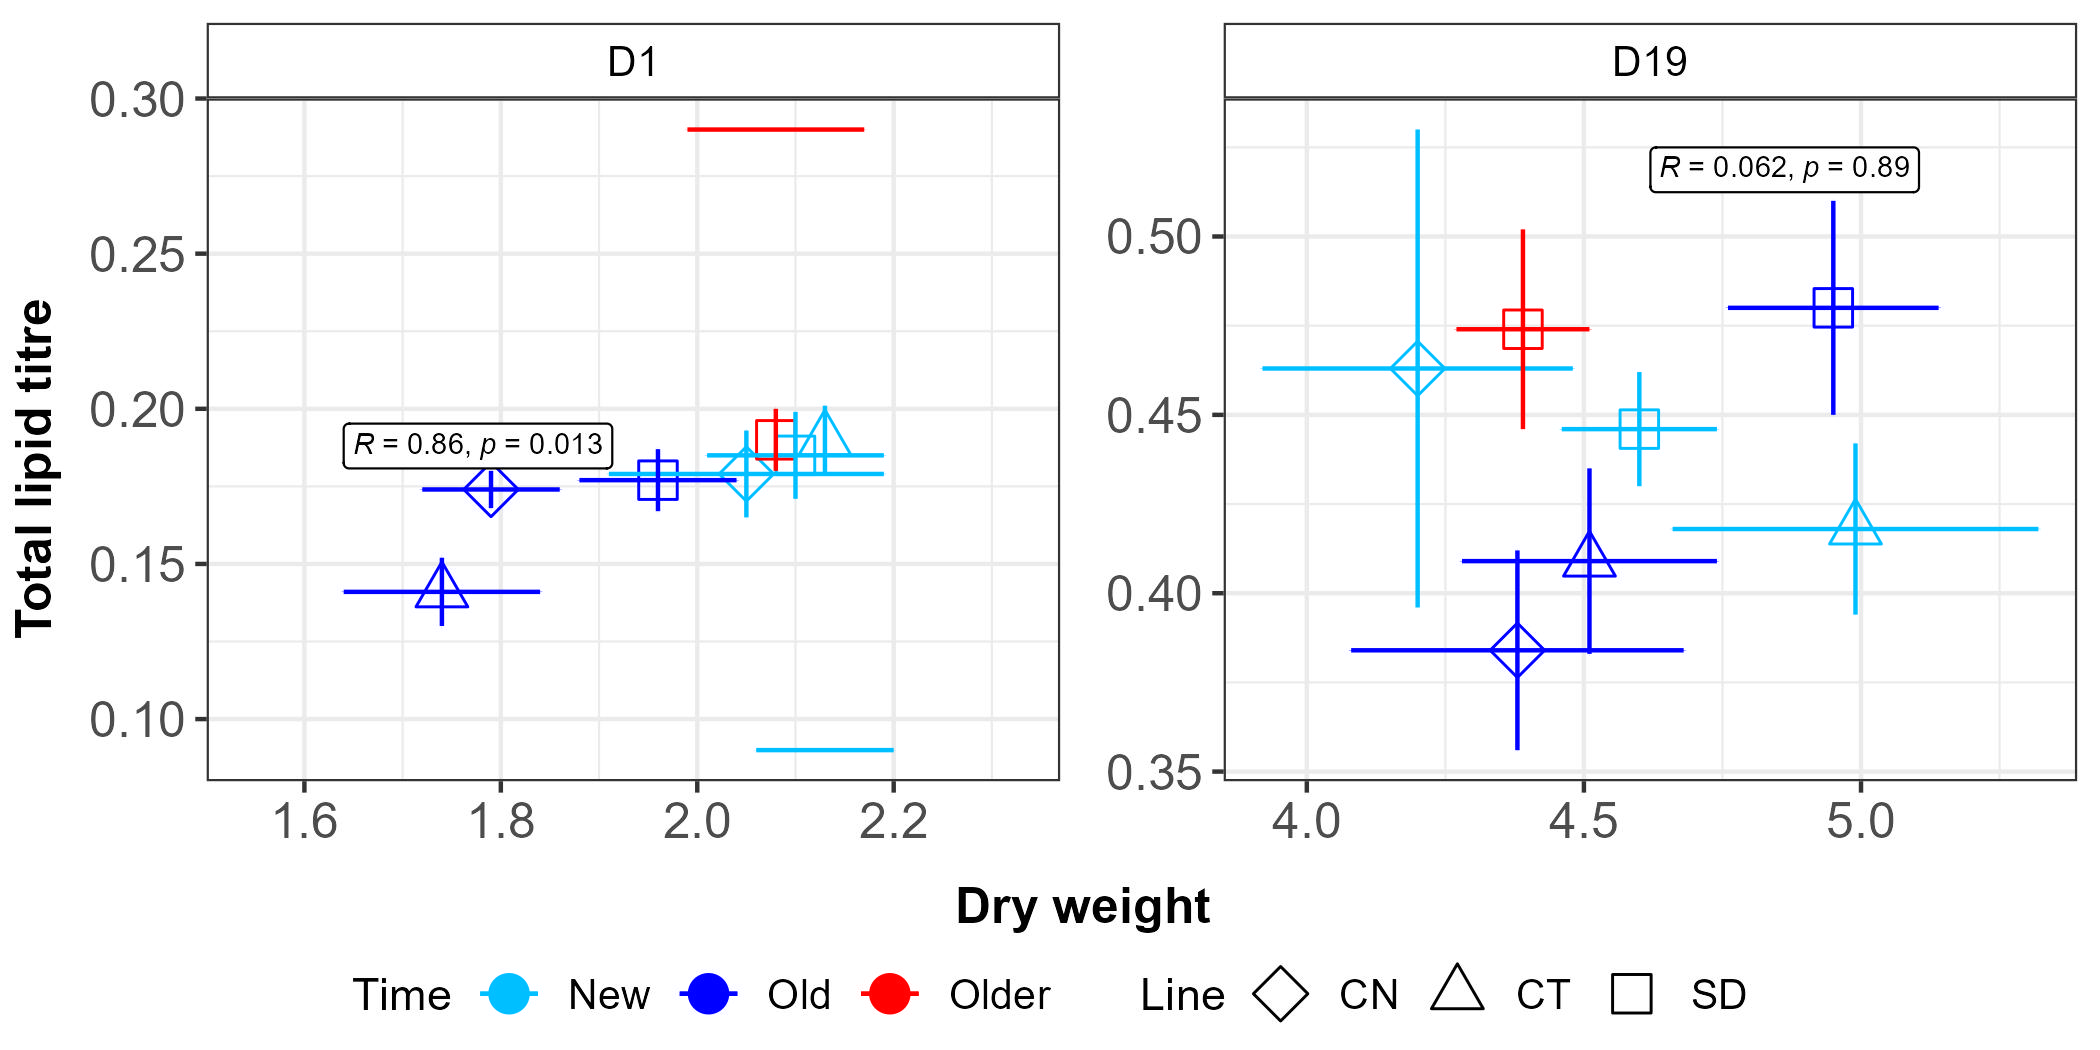 D1
D19
0.30
0.25
0.20
0.15
0.10
R = 0.86, p = 0.013
1.6 1.8 2.0 2.2
0.50
0.45
0.40
0.35
R = 0.062, p = 0.89
4.0 4.5 5.0
Total lipid titre
Dry weight
Time New Old Older Line CN CT SD